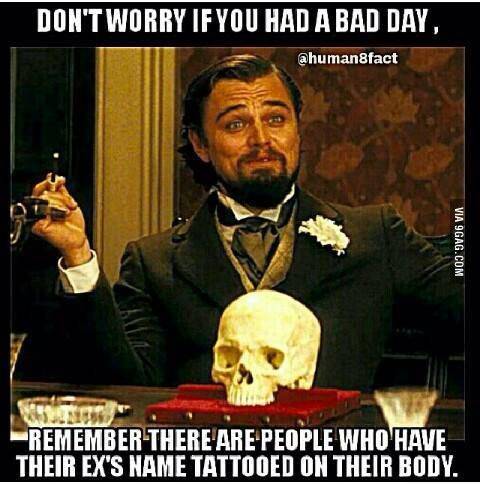 DON'T WORRY IF YOU HAD A BAD DAY,
@human8fact
VIA 9GAG.COM
REMEMBER THERE ARE PEOPLE WHO HAVE
THEIR EX'S NAME TATTOOED ON THEIR BODY.